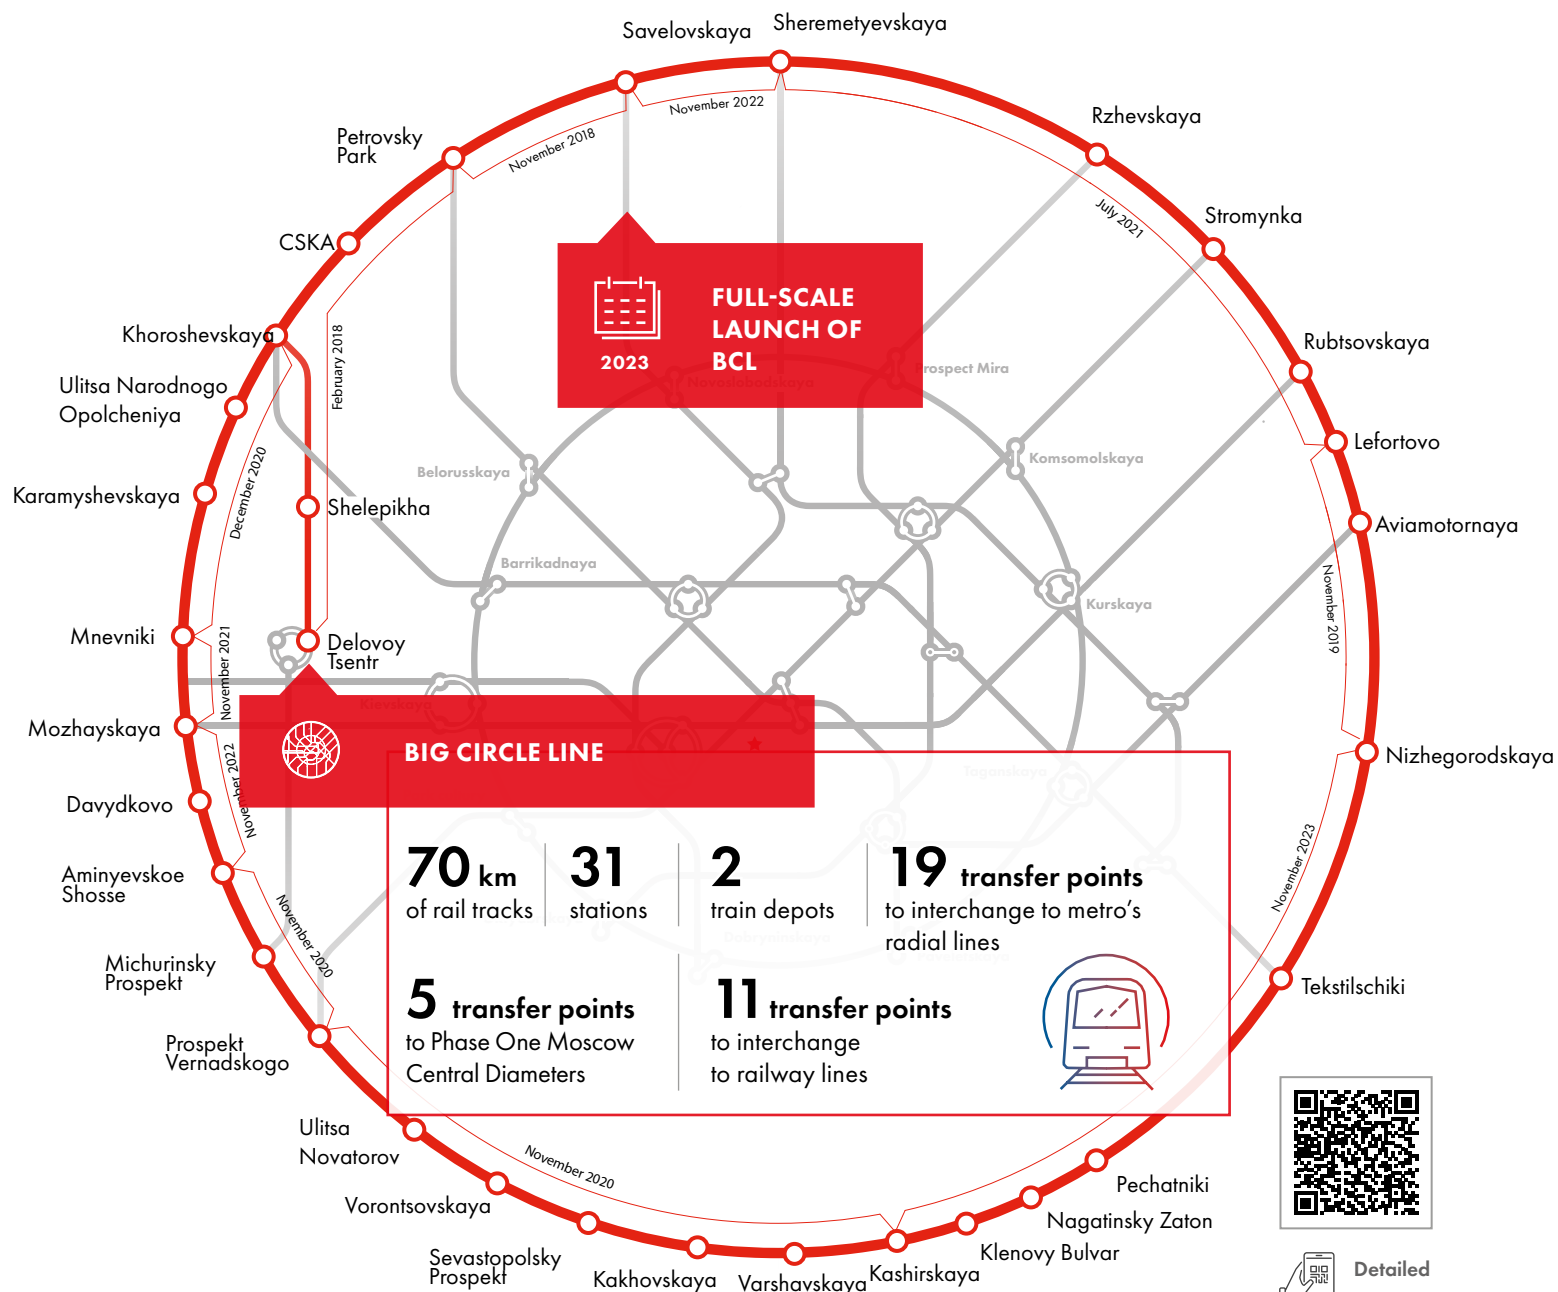 Savelovskaya
Sheremetyevskaya
November 2022
Rzhevskaya
Petrovsky
Park
November 2018
July 2021
Stromynka
CSKA
Khoroshevskaya
FULL-SCALE
LAUNCH OF
BCL
2023
February 2018
Rubtsovskaya
Novoslobodskaya
Prospect Mira
Ulitsa Narodnogo
Opolcheniya
Lefortovo
Belorusskaya
Komsomolskaya
December 2020
Karamyshevskaya
Shelepikha
Aviamotornaya
Barrikadnaya
Kurskaya
November 2019
Mnevniki
Delovoy
Tsentr
November 2021
Kievskaya
Mozhayskaya
BIG CIRCLE LINE
Nizhegorodskaya
Taganskaya
November 2022
Davydkovo
Aminyevskoe
Shosse
70 km
of rail tracks
31
stations
2
train depots
19 transfer points
to interchange to metro's
radial lines
November 2023
November 2020
Dobryninskaya
Michurinsky
Prospekt
Tekstilschiki
5 transfer points
to Phase One Moscow
Central Diameters
11 transfer points
to interchange
to railway lines
Prospekt
Vernadskogo
Ulitsa
Novatorov
November 2020
Vorontsovskaya
Sevastopolsky
Prospekt
Kakhovskaya
Varshavskaya
Kashirskaya
Klenovy Bulvar
Nagatinsky Zaton
Pechatniki
Detailed